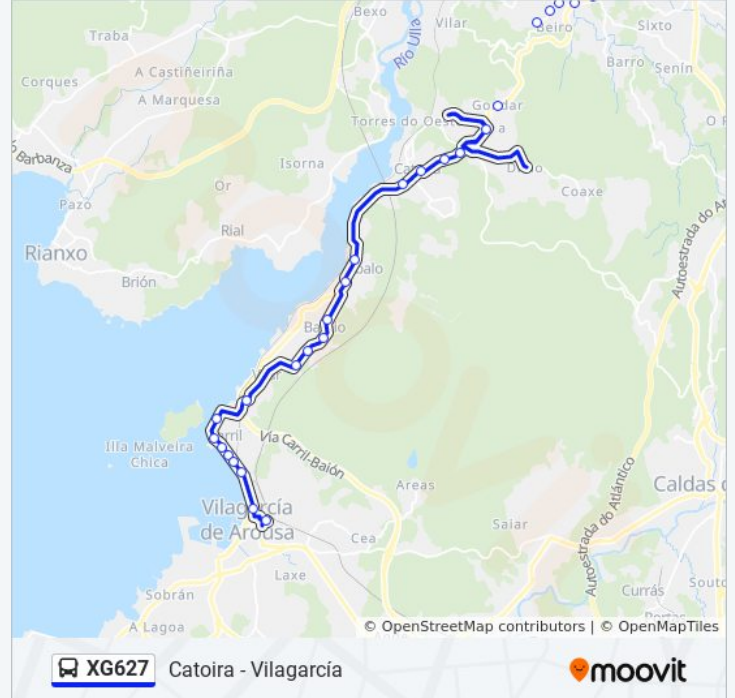 Bexo
Río Ulla
Vilar
Beiro
Sixto
Traba
A Castiñeiriña
Corques
A Marquesa
Barro
Senín
Torres do Oeste
Barbanza
Isorna
Or
Coaxe
Pazo
Rial
Rianxo
Brión
Autoestrada do
Illa Malveira
Chica
Vía Carril-Baión
Areas
Caldas
Vilagarcía
de Arousa
Cea
Saiar
Autoestrada do Atlántico
Laxe
Sobrán
Currás
A Lagoa
© OpenStreetMap contributors | © OpenMapTiles
XG627 Catoira - Vilagarcía
moovit